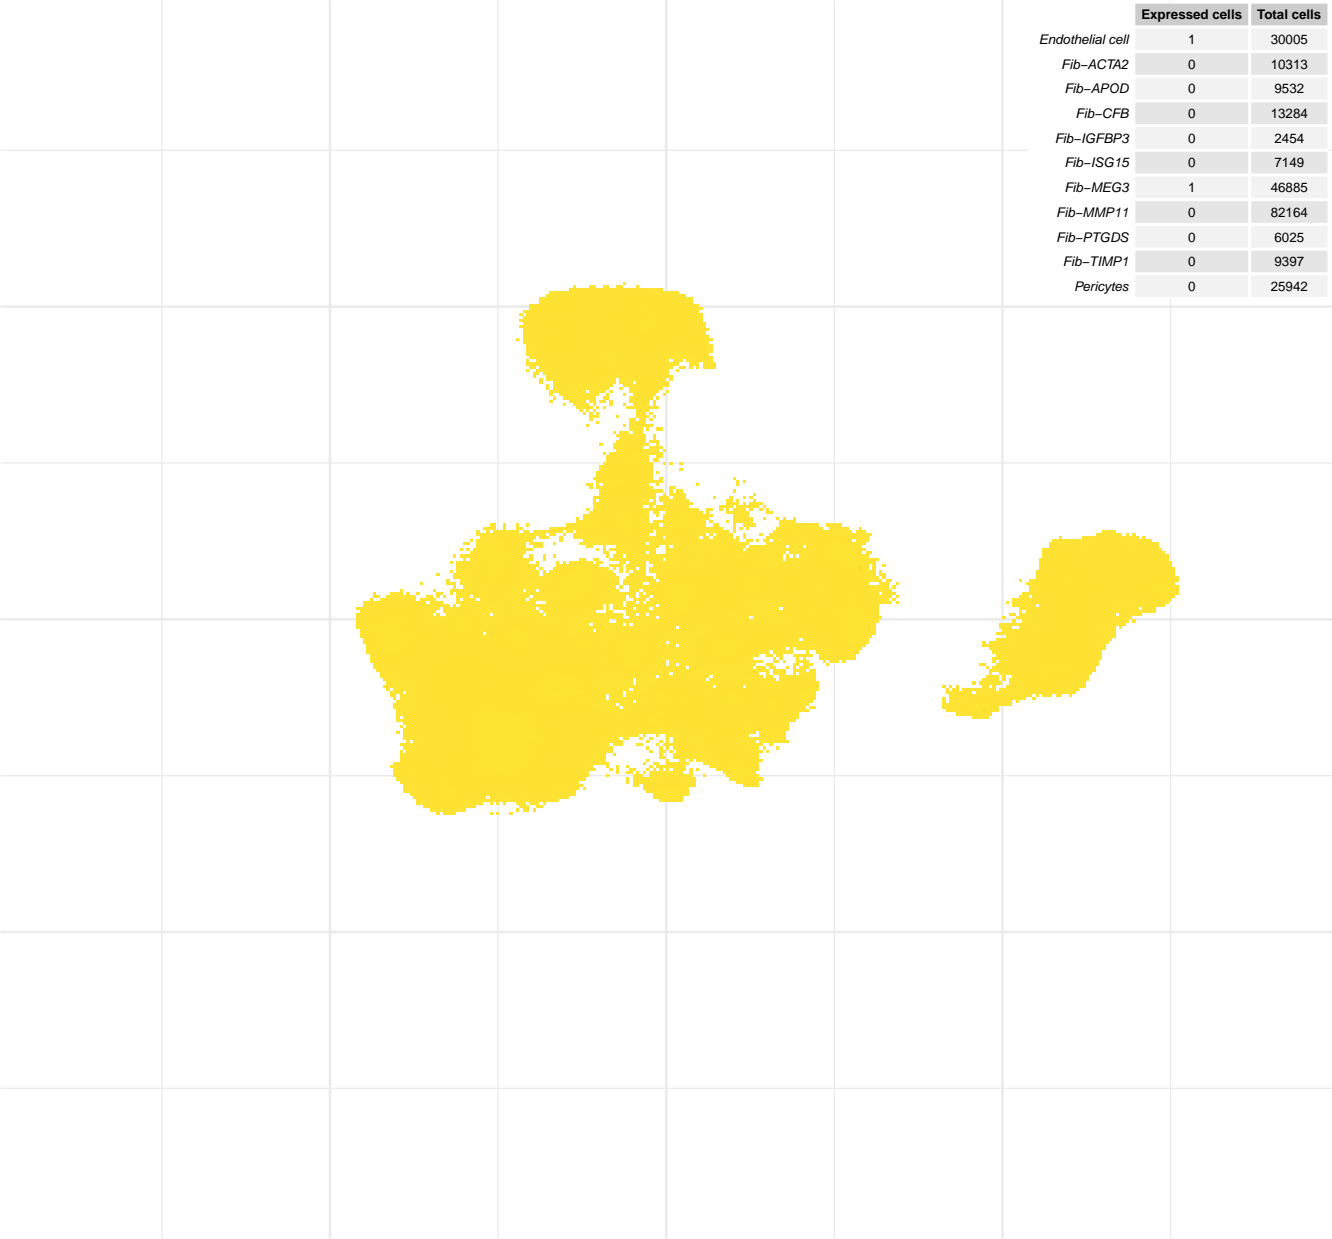 Expressed cells Total cells
Endothelial cell 1 30005
Fib−ACTA2 0 10313
Fib−APOD 0 9532
Fib−CFB 0 13284
Fib−IGFBP3 0 2454
Fib−ISG15 0 7149
Fib−MEG3 1 46885
Fib−MMP11 0 82164
Fib−PTGDS 0 6025
Fib−TIMP1 0 9397
Pericytes 0 25942